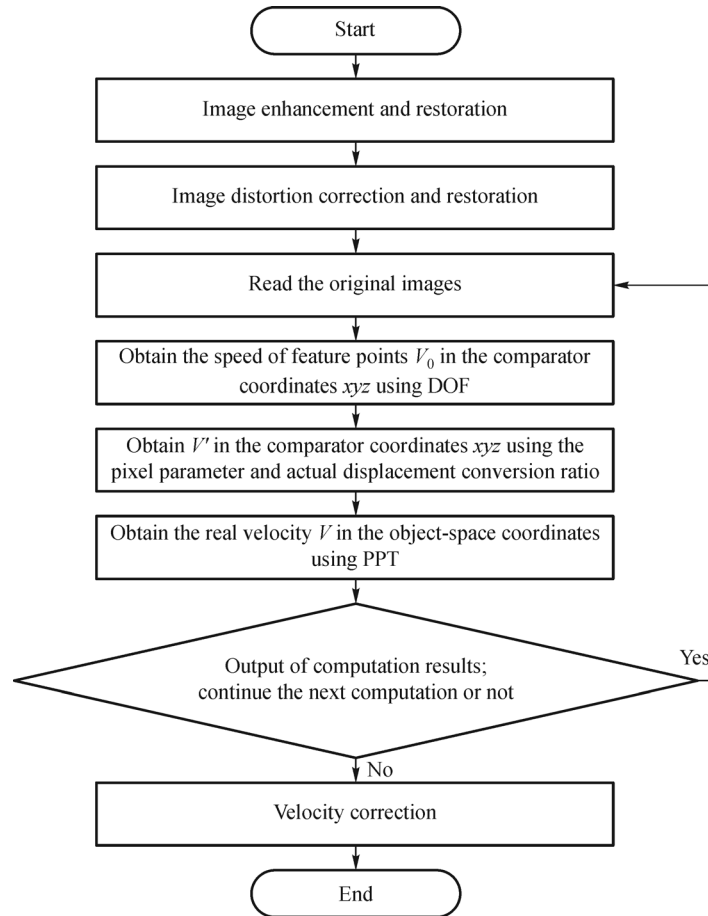 Start
Image enhancement and restoration
Image distortion correction and restoration
Read the original images
Obtain the speed of feature points V₀ in the comparator
coordinates xyz using DOF
Obtain V' in the comparator coordinates xyz using the
pixel parameter and actual displacement conversion ratio
Obtain the real velocity V in the object-space coordinates
using PPT
Output of computation results;
continue the next computation or not
Yes
No
Velocity correction
End